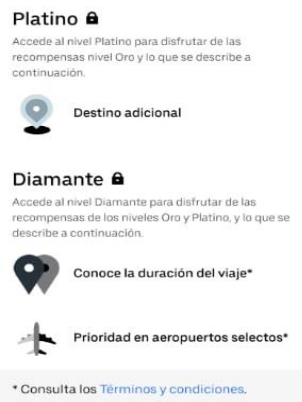 Platino
Accede al nivel Platino para disfrutar de las
recompensas nivel Oro y lo que se describe a
continuación.
Destino adicional
Diamante
Accede al nivel Diamante para disfrutar de las
recompensas de los niveles Oro y Platino, y lo que se
describe a continuación.
Conoce la duración del viaje*
Prioridad en aeropuertos selectos*
* Consulta los Términos y condiciones.